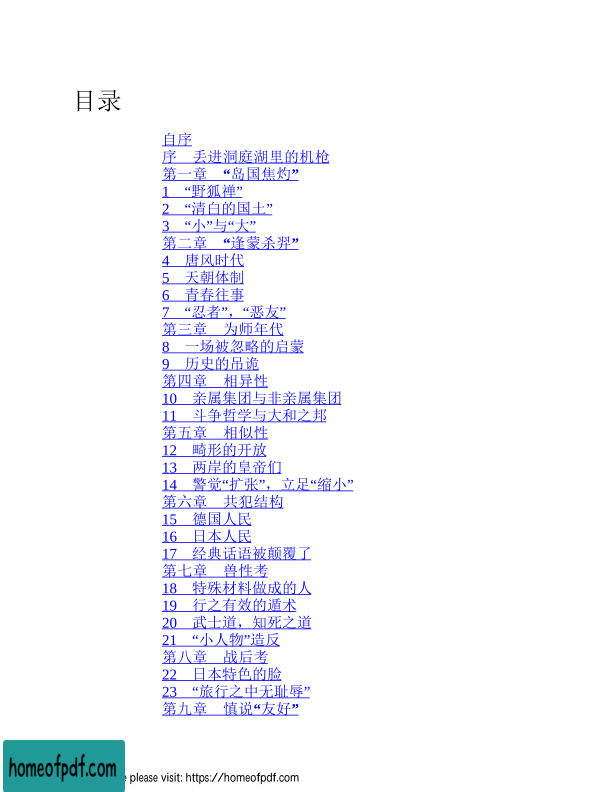 目录
自序
序 丢进洞庭湖里的机枪
第一章 “岛国焦灼”
1 “野狐禅”
2 “清白的国土”
3 “小”与“大”
第二章 “逢蒙杀羿”
4 唐风时代
5 天朝体制
6 青春往事
7 “忍者”，“恶友”
第三章 为师年代
8 一场被忽略的启蒙
9 历史的吊诡
第四章 相异性
10 亲属集团与非亲属集团
11 斗争哲学与大和之邦
第五章 相似性
12 畸形的开放
13 两岸的皇帝们
14 警觉“扩张”，立足“缩小”
第六章 共犯结构
15 德国人民
16 日本人民
17 经典话语被颠覆了
第七章 兽性考
18 特殊材料做成的人
19 行之有效的遁术
20 武士道，知死之道
21 “小人物”造反
第八章 战后考
22 日本特色的脸
23 “旅行之中无耻辱”
第九章 慎说“友好”
homeofpdf.com
please visit: https://homeofpdf.com